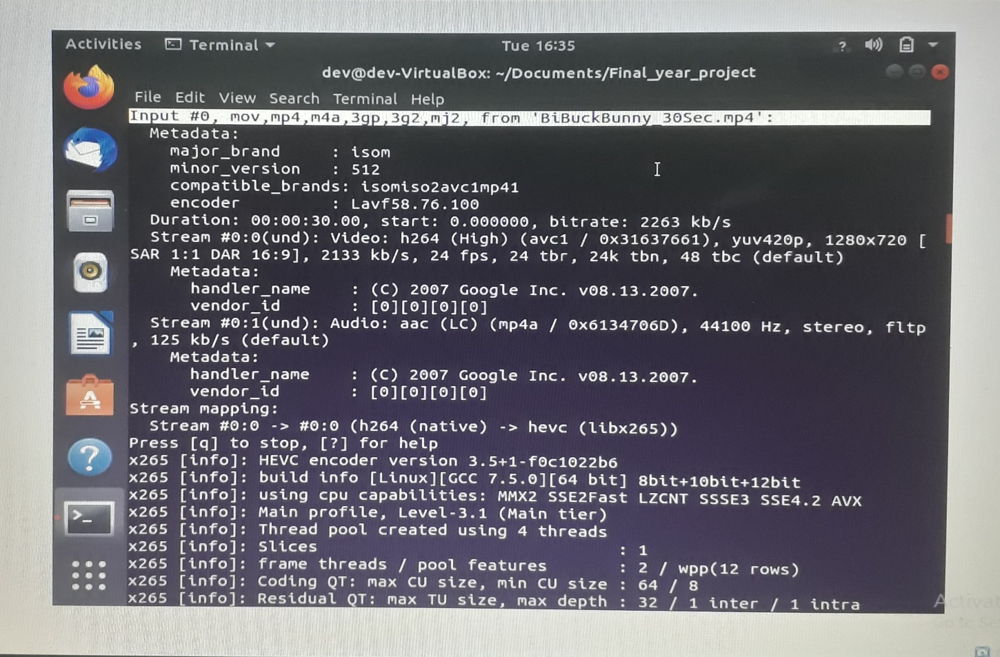 Activities Terminal Tue 16:35 ?
dev@dev-VirtualBox: ~/Documents/Final_year_project
File Edit View Search Terminal Help
Input #0, mov,mp4,m4a,3gp,3g2,mj2, from 'BiBuckBunny_30Sec.mp4':
Metadata:
major_brand : isom
minor_version : 512
compatible_brands: isomiso2avc1mp41
encoder : Lavf58.76.100
Duration: 00:00:30.00, start: 0.000000, bitrate: 2263 kb/s
Stream #0:0(und): Video: h264 (High) (avc1 / 0x31637661), yuv420p, 1280x720 [
SAR 1:1 DAR 16:9], 2133 kb/s, 24 fps, 24 tbr, 24k tbn, 48 tbc (default)
Metadata:
handler_name : (C) 2007 Google Inc. v08.13.2007.
vendor_id : [0][0][0][0]
Stream #0:1(und): Audio: aac (LC) (mp4a / 0x6134706D), 44100 Hz, stereo, fltp
, 125 kb/s (default)
Metadata:
handler_name : (C) 2007 Google Inc. v08.13.2007.
vendor_id : [0][0][0][0]
Stream mapping:
Stream #0:0 -> #0:0 (h264 (native) -> hevc (libx265))
Press [q] to stop, [?] for help
x265 [info]: HEVC encoder version 3.5+1-f0c1022b6
x265 [info]: build info [Linux][GCC 7.5.0][64 bit] 8bit+10bit+12bit
x265 [info]: using cpu capabilities: MMX2 SSE2Fast LZCNT SSSE3 SSE4.2 AVX
x265 [info]: Main profile, Level-3.1 (Main tier)
x265 [info]: Thread pool created using 4 threads
x265 [info]: Slices : 1
x265 [info]: frame threads / pool features : 2 / wpp(12 rows)
x265 [info]: Coding QT: max CU size, min CU size : 64 / 8
x265 [info]: Residual QT: max TU size, max depth : 32 / 1 inter / 1 intra